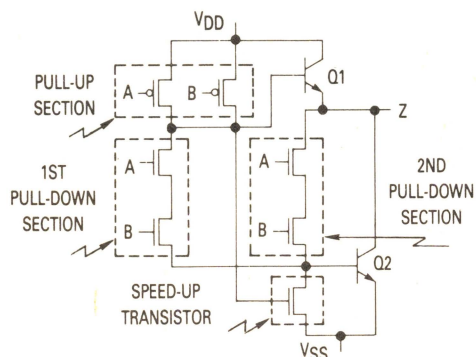 VDD
Q1
PULL-UP
SECTION
A
B
Z
1ST
PULL-DOWN
SECTION
A
B
A
B
2ND
PULL-DOWN
SECTION
Q2
SPEED-UP
TRANSISTOR
VSS